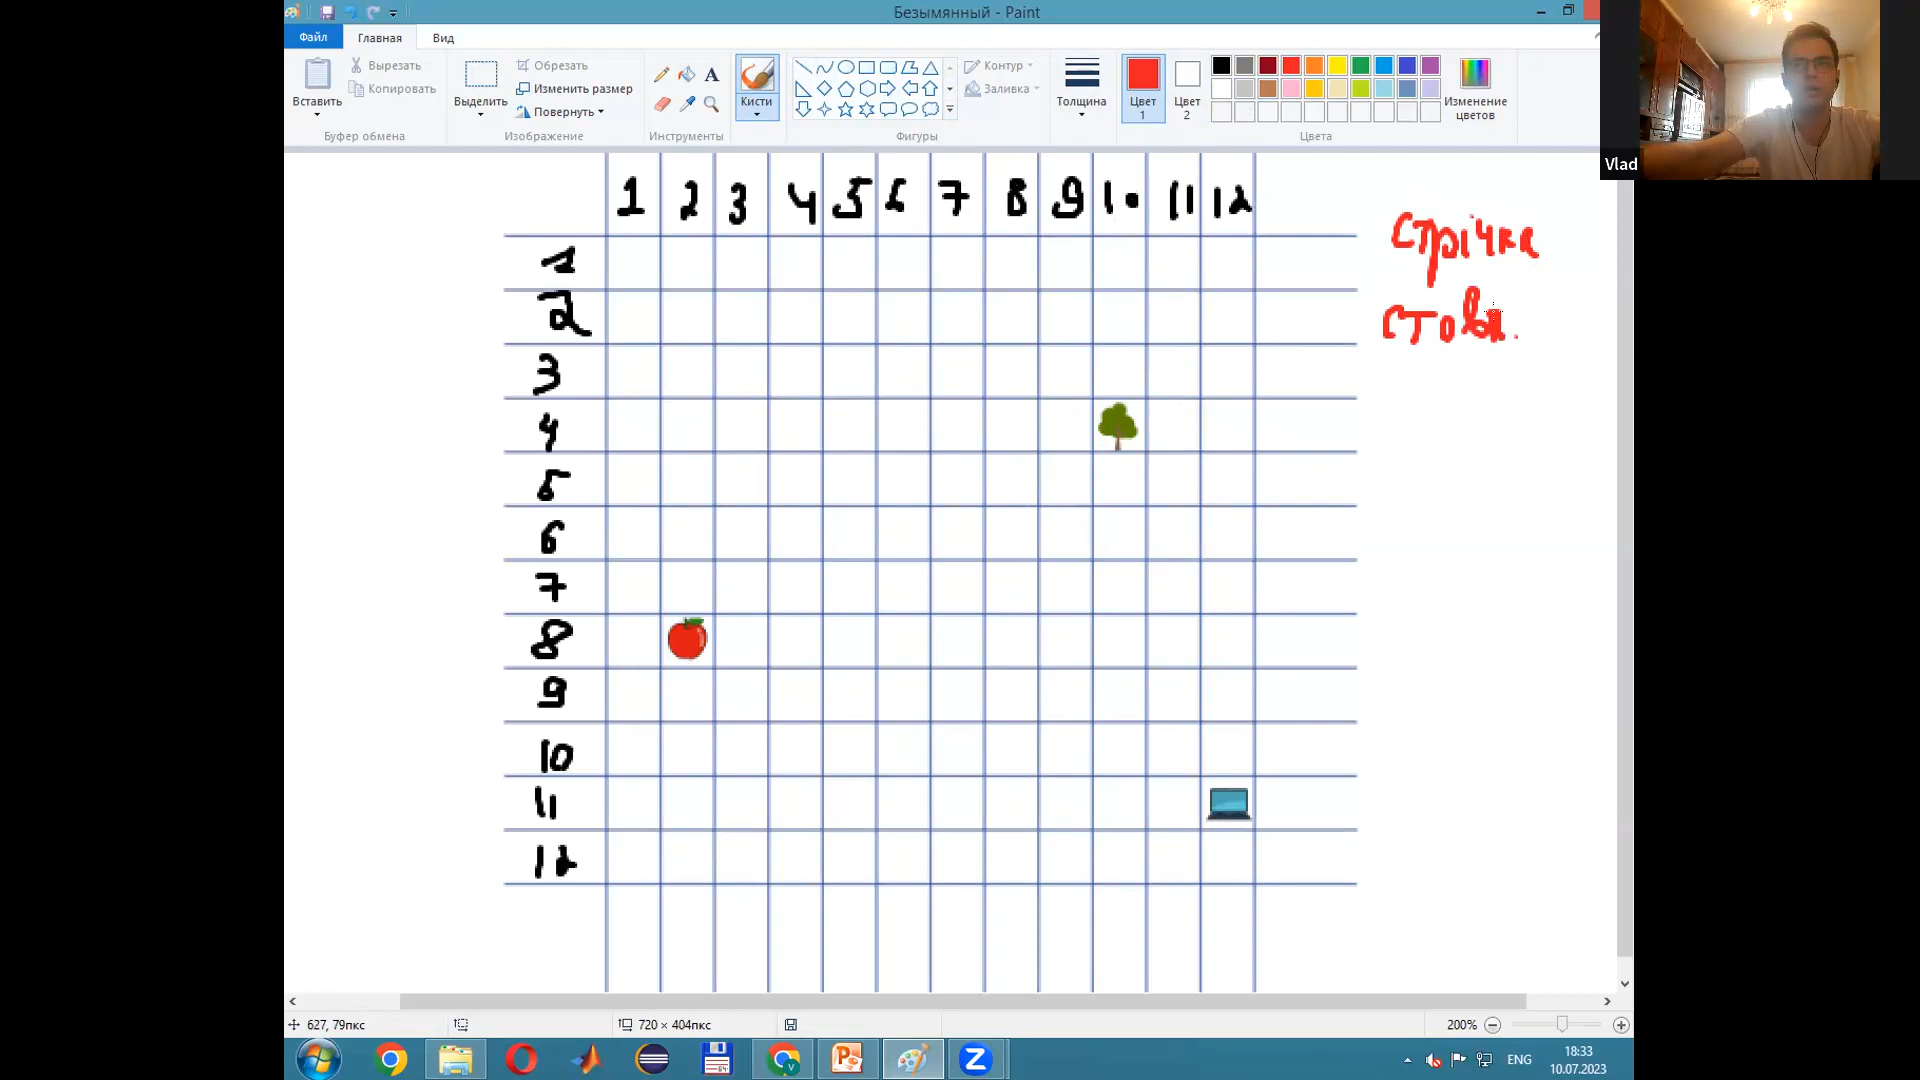 Безымянный - Paint
Файл Главная Вид
Вставить
Вырезать
Копировать
Буфер обмена
Выделить
Обрезать
Изменить размер
Повернуть
Изображение
Инструменты
Кисти
Фигуры
Контур
Заливка
Толщина
Цвет 1
Цвет 2
Изменение цветов
Цвета
Vlad
1 2 3 4 5 6 7 8 9 10 11 12
1
2
3
4
5
6
7
8
9
10
11
12
стрічка
стовп.
627, 79пкс
720 × 404пкс
200%
64
V
P
Z
ENG
18:33
10.07.2023